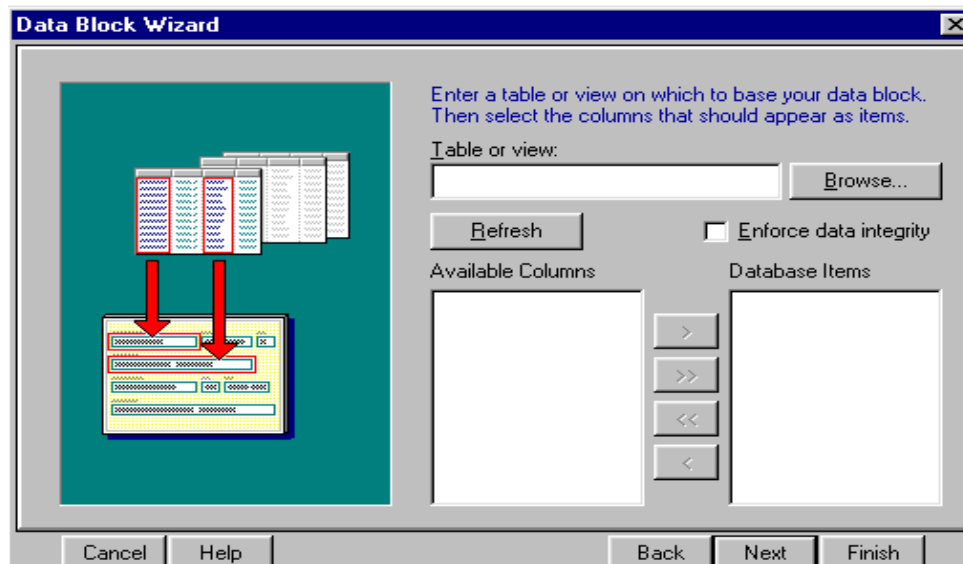 Data Block Wizard
Enter a table or view on which to base your data block.
Then select the columns that should appear as items.
Table or view:
Browse...
Refresh
Enforce data integrity
Available Columns
Database Items
>
>>
<<
<
Cancel
Help
Back
Next
Finish